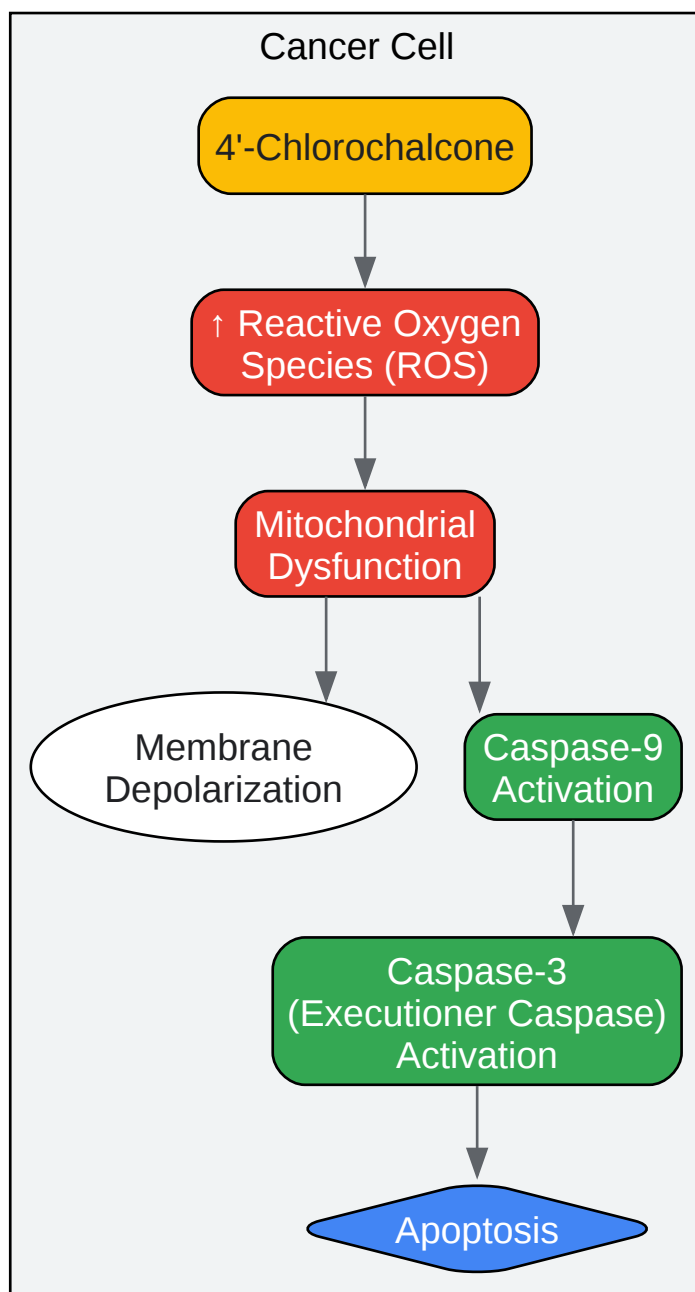 Cancer Cell
4'-Chlorochalcone
↑ Reactive Oxygen
Species (ROS)
Mitochondrial
Dysfunction
Membrane
Depolarization
Caspase-9
Activation
Caspase-3
(Executioner Caspase)
Activation
Apoptosis